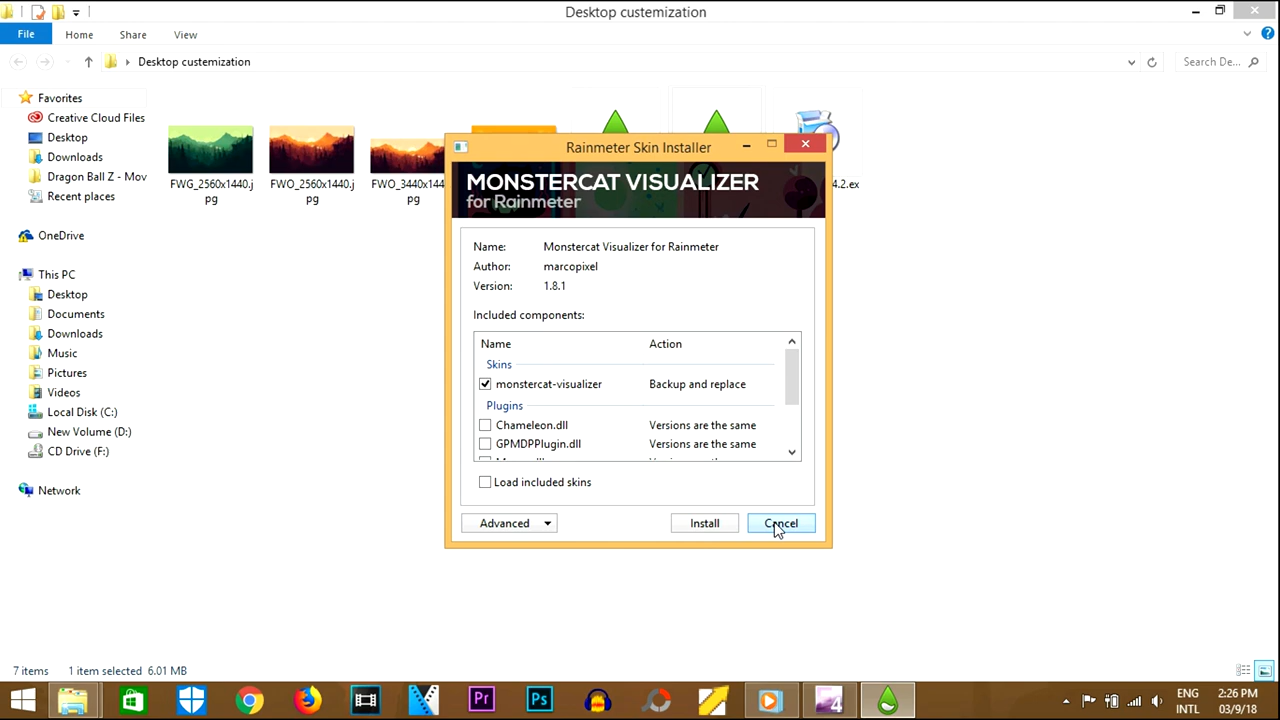 Desktop custemization
File Home Share View
Desktop custemization Search De...
Favorites
Creative Cloud Files
Desktop
Downloads
Dragon Ball Z - Mov
Recent places
OneDrive
This PC
Desktop
Documents
Downloads
Music
Pictures
Videos
Local Disk (C:)
New Volume (D:)
CD Drive (F:)
Network
FWG_2560x1440.j
pg
FWO_2560x1440.j
pg
FWO_3440x144
pg
4.2.ex
Rainmeter Skin Installer
MONSTERCAT VISUALIZER
for Rainmeter
Name: Monstercat Visualizer for Rainmeter
Author: marcopixel
Version: 1.8.1
Included components:
Name Action
Skins
monstercat-visualizer Backup and replace
Plugins
Chameleon.dll Versions are the same
GPMDPPlugin.dll Versions are the same
Load included skins
Advanced Install Cancel
7 items 1 item selected 6.01 MB
Pr Ps 4
ENG 2:26 PM
INTL 03/9/18